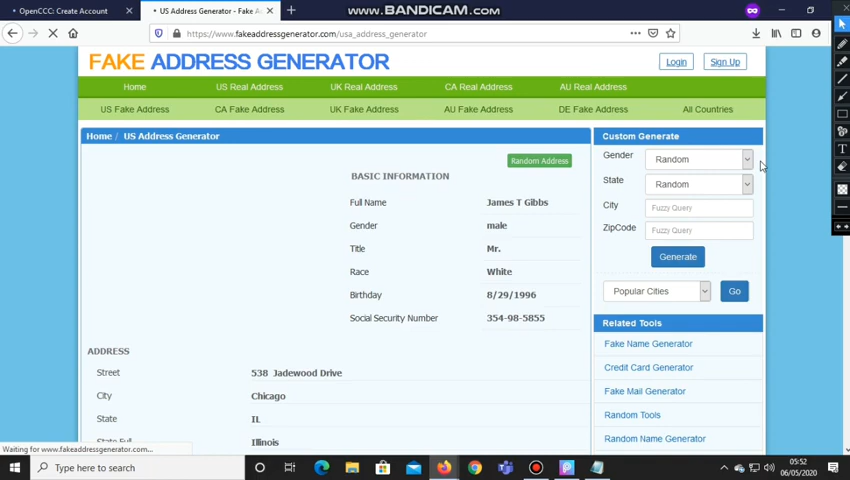 OpenCCC: Create Account
US Address Generator - Fake A
www.BANDICAM.com
https://www.fakeaddressgenerator.com/usa_address_generator
FAKE ADDRESS GENERATOR
Login
Sign Up
Home
US Real Address
UK Real Address
CA Real Address
AU Real Address
US Fake Address
CA Fake Address
UK Fake Address
AU Fake Address
DE Fake Address
All Countries
Home / US Address Generator
Random Address
BASIC INFORMATION
Full Name James T Gibbs
Gender male
Title Mr.
Race White
Birthday 8/29/1996
Social Security Number 354-98-5855
ADDRESS
Street 538 Jadewood Drive
City Chicago
State IL
State Full Illinois
Custom Generate
Gender Random
State Random
City Fuzzy Query
ZipCode Fuzzy Query
Generate
Popular Cities Go
Related Tools
Fake Name Generator
Credit Card Generator
Fake Mail Generator
Random Tools
Random Name Generator
Waiting for www.fakeaddressgenerator.com...
Type here to search
05:52
06/05/2020